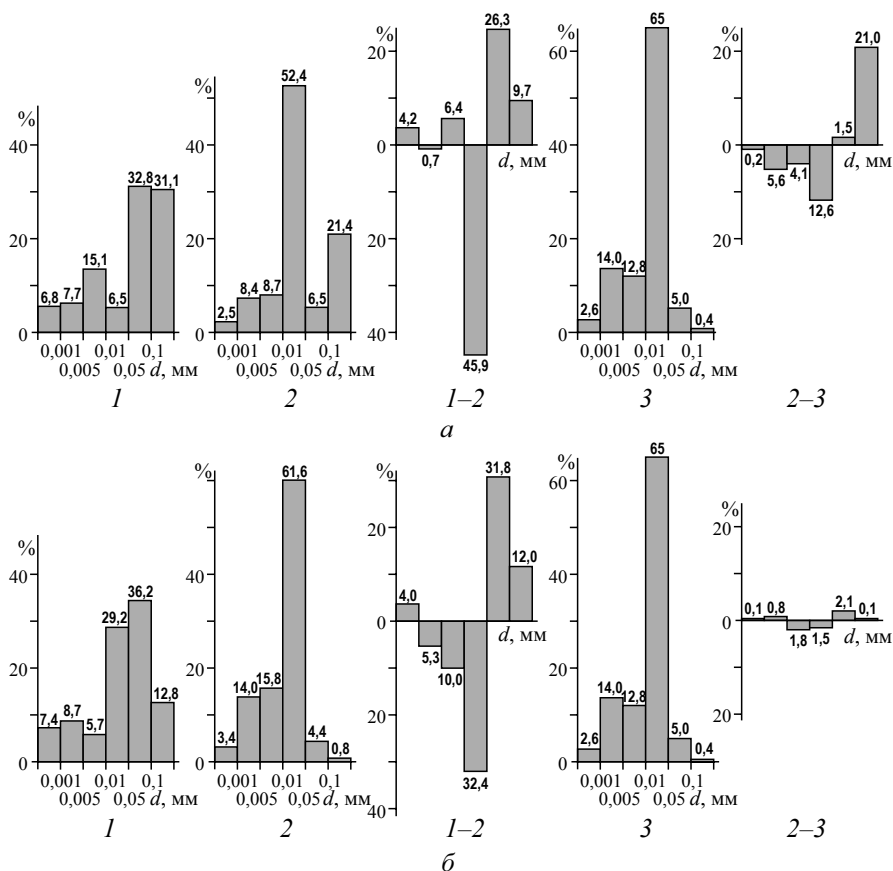 % 40 20 0
6,8 7,7 15,1 6,5 32,8 31,1
0,001 0,01 0,1
0,005 0,05 d, мм
1
40 20 0
2,5 8,4 8,7 52,4 6,5 21,4
0,001 0,01 0,1
0,005 0,05 d, мм
2
% 20 0 20 40
4,2 0,7 6,4 45,9 26,3 9,7
d, мм
1–2
% 60 40 20 0
2,6 14,0 12,8 65 5,0 0,4
0,001 0,01 0,1
0,005 0,05 d, мм
3
% 20 0 20
0,2 5,6 4,1 12,6 1,5 21,0
d, мм
2–3
а
% 40 20 0
7,4 8,7 5,7 29,2 36,2 12,8
0,001 0,01 0,1
0,005 0,05 d, мм
1
% 40 20 0
3,4 14,0 15,8 61,6 4,4 0,8
0,001 0,01 0,1
0,005 0,05 d, мм
2
% 20 0 20 40
4,0 5,3 10,0 32,4 31,8 12,0
d, мм
1–2
% 60 40 20 0
2,6 14,0 12,8 65 5,0 0,4
0,001 0,01 0,1
0,005 0,05 d, мм
3
% 20 0 20
0,1 0,8 1,8 1,5 2,1 0,1
d, мм
2–3
б